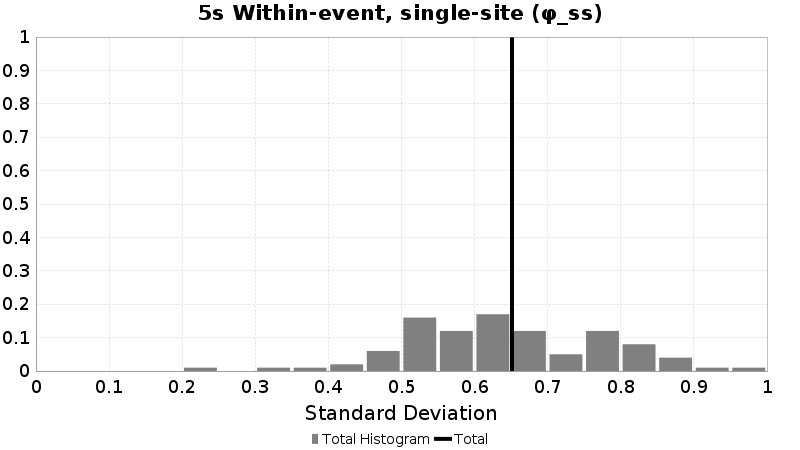 5s Within-event, single-site (φ_ss)
1
0.9
0.8
0.7
0.6
0.5
0.4
0.3
0.2
0.1
0
0 0.1 0.2 0.3 0.4 0.5 0.6 0.7 0.8 0.9 1
Standard Deviation
Total Histogram Total